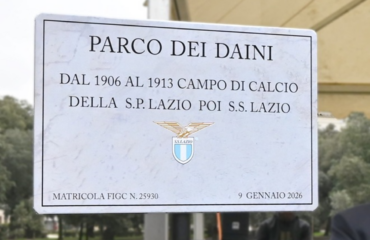 PARCO DEI DAINI
DAL 1906 AL 1913 CAMPO DI CALCIO
DELLA S.P. LAZIO POI S.S. LAZIO
S.S.LAZIO
MATRICOLA FIGC N. 25930 9 GENNAIO 2026